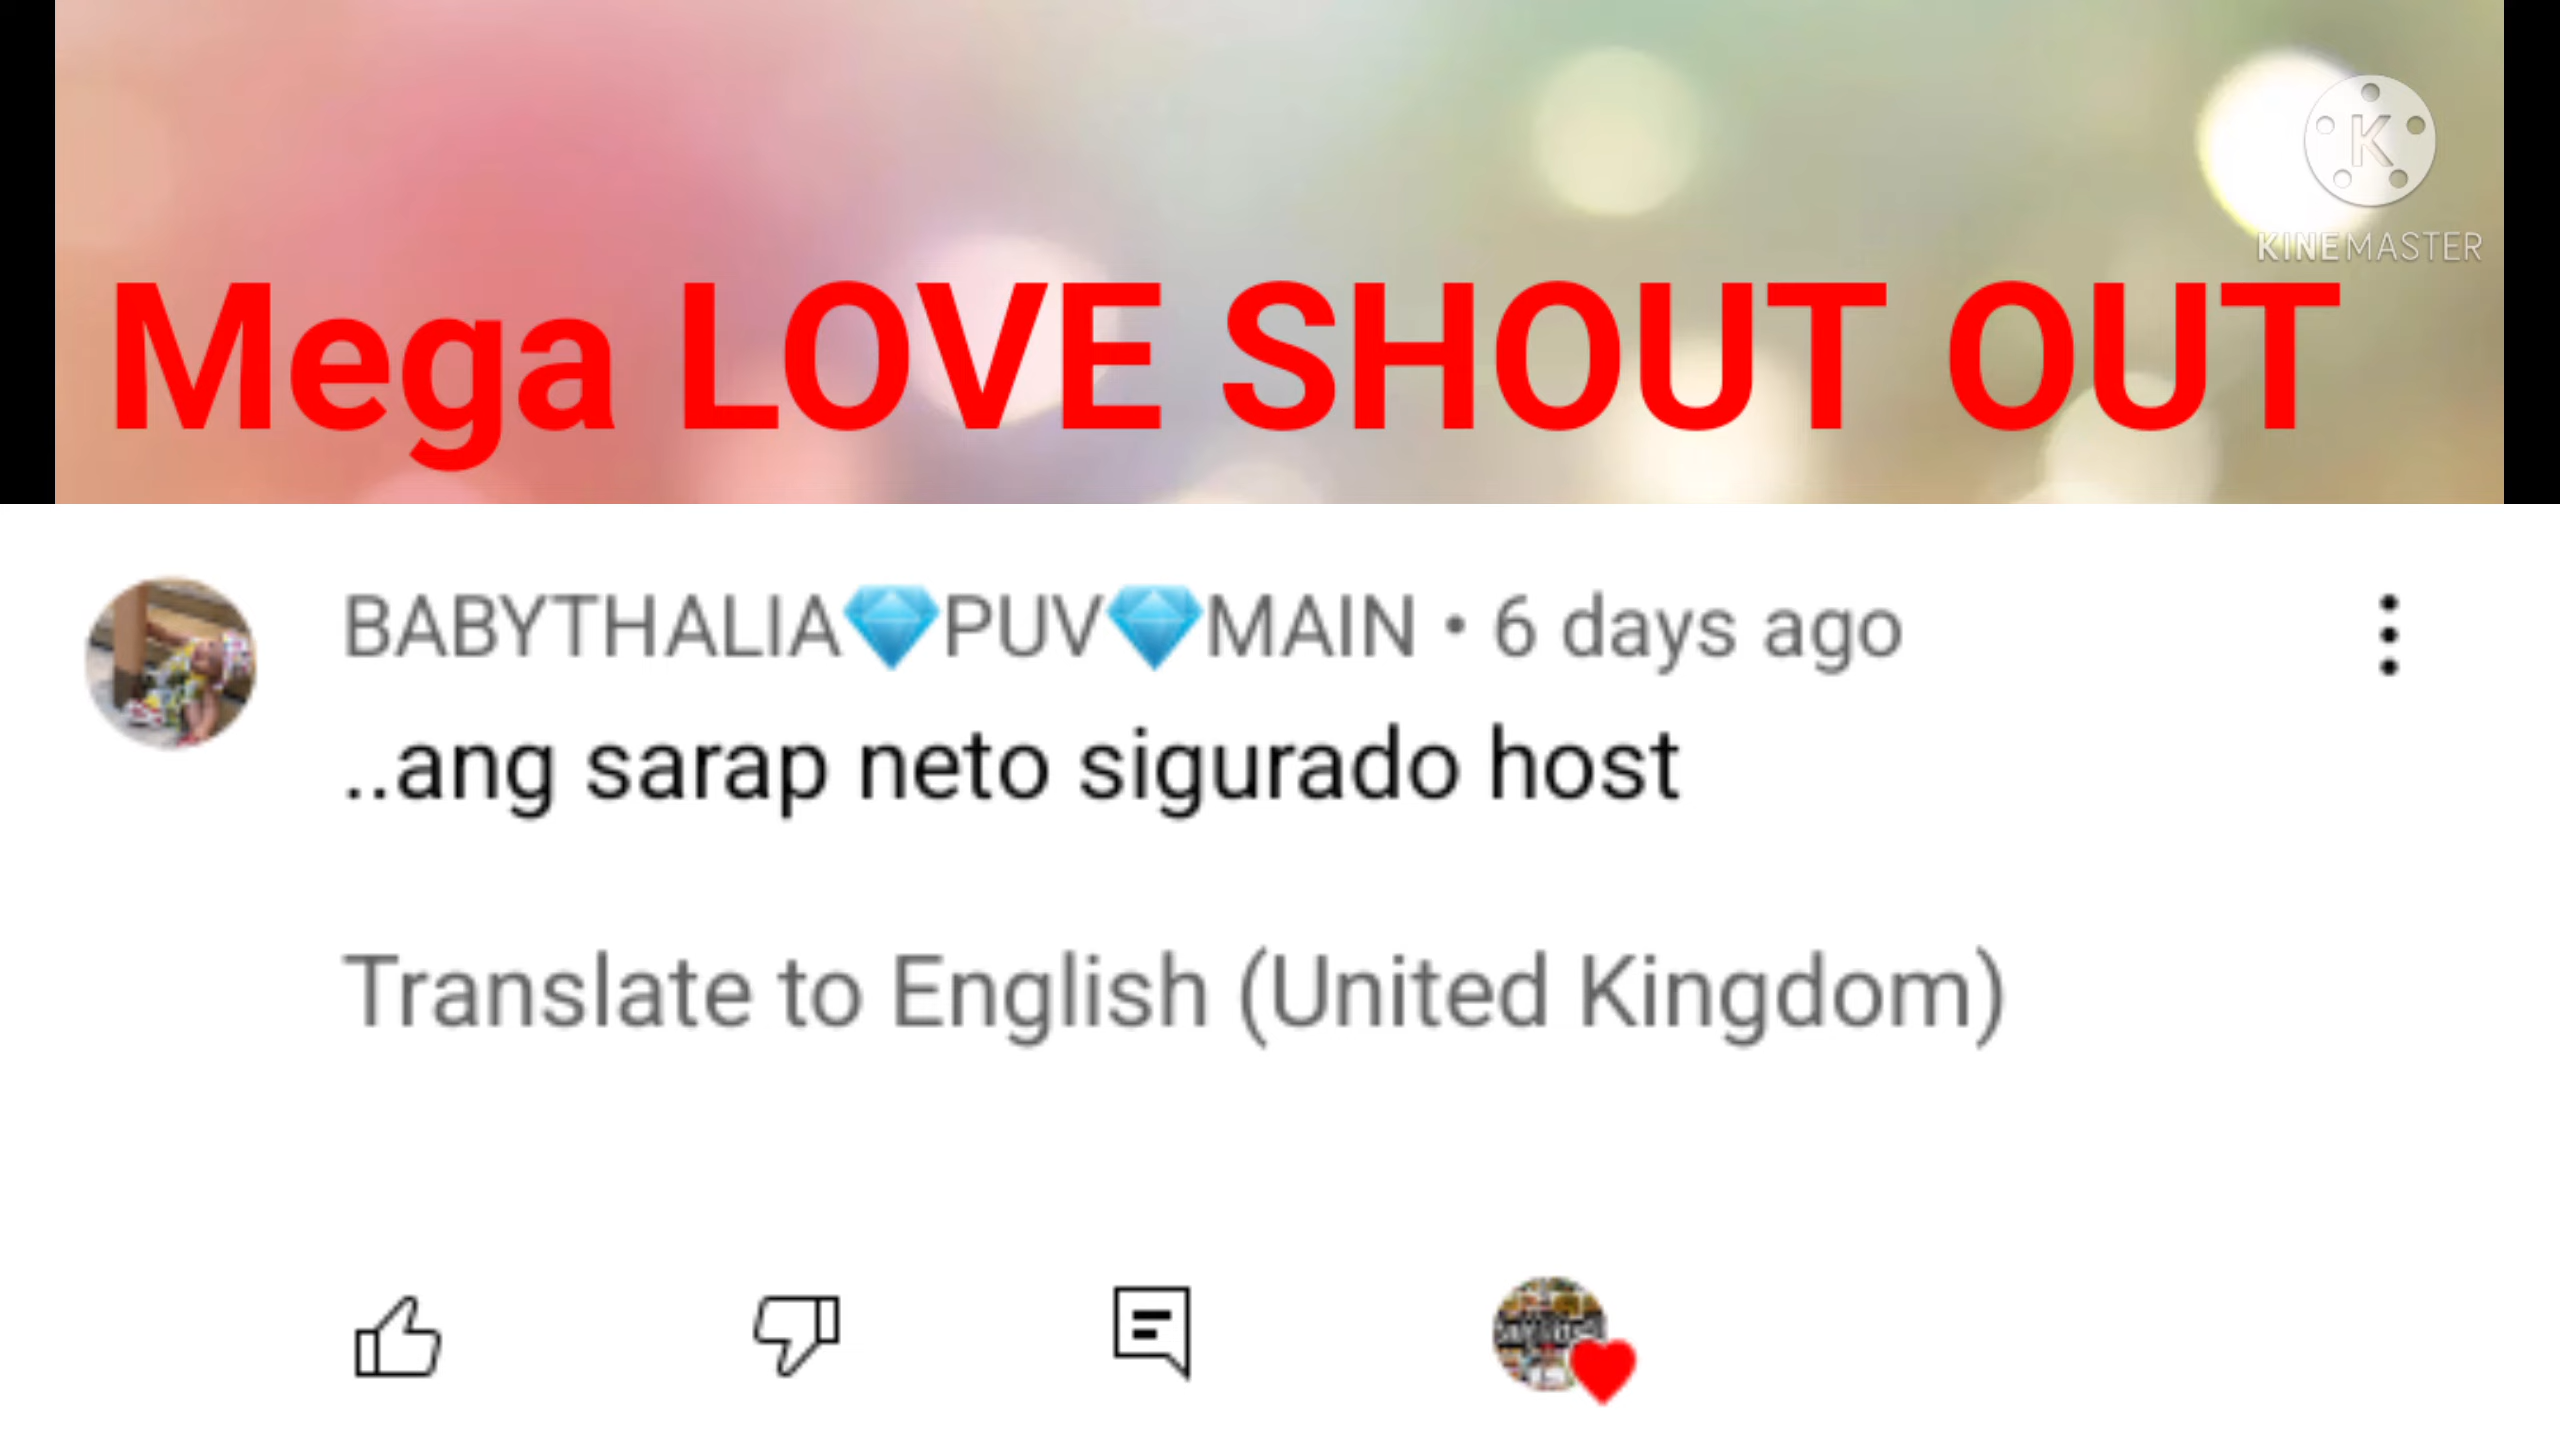 K
KINEMASTER
Mega LOVE SHOUT OUT
BABYTHALIA💎PUV💎MAIN • 6 days ago
..ang sarap neto sigurado host
Translate to English (United Kingdom)